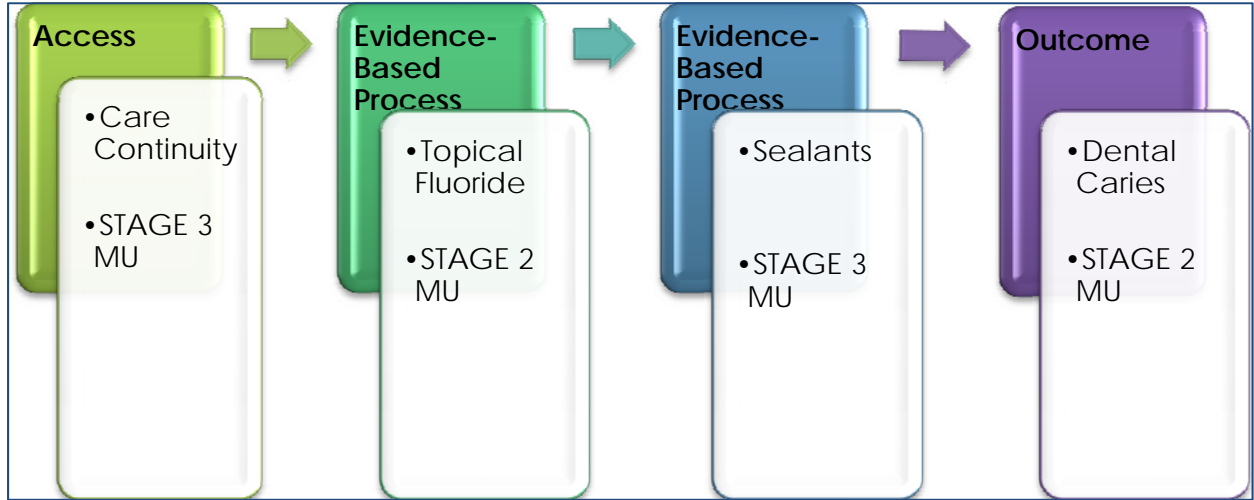 Access
•Care
Continuity
•STAGE 3
MU
Evidence-
Based
Process
•Topical
Fluoride
•STAGE 2
MU
Evidence-
Based
Process
•Sealants
•STAGE 3
MU
Outcome
•Dental
Caries
•STAGE 2
MU